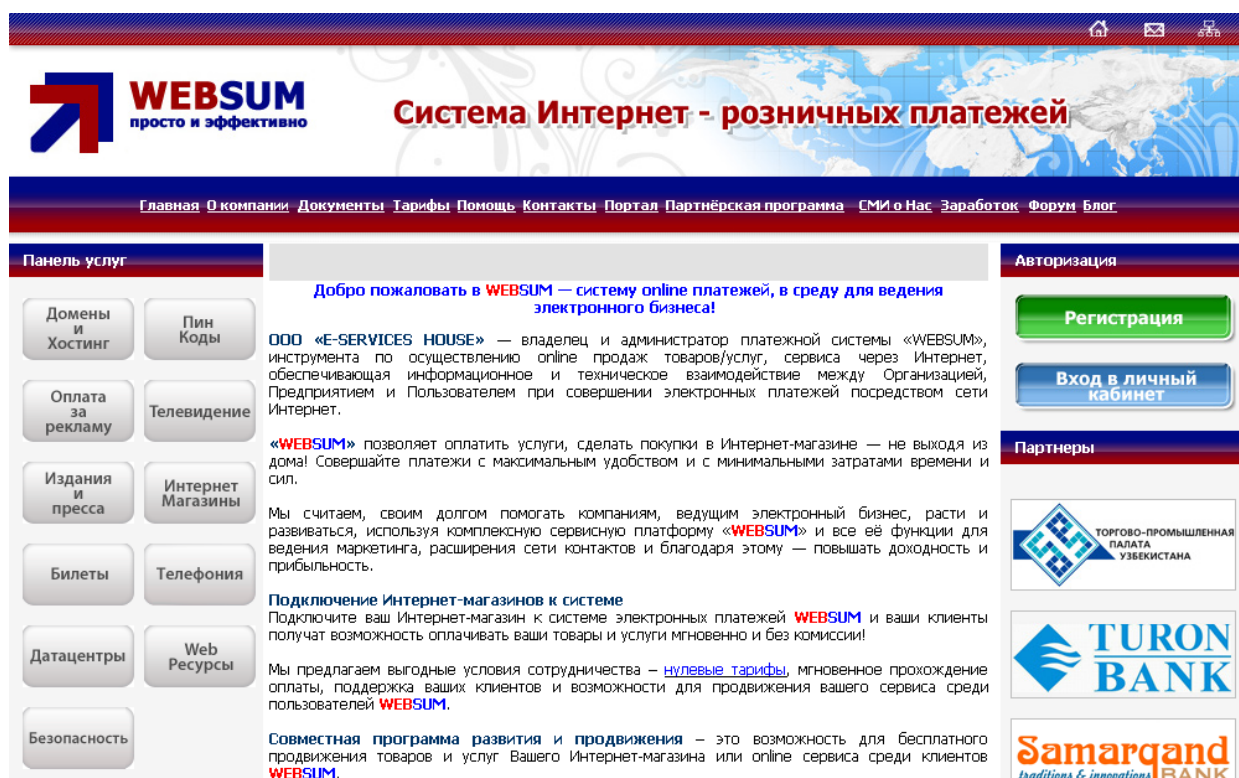 WEBSUM
просто и эффективно
Система Интернет - розничных платежей
Главная О компании Документы Тарифы Помощь Контакты Портал Партнёрская программа СМИ о Нас Заработок Форум Блог
Панель услуг
Домены
и
Хостинг
Пин
Коды
Оплата
за
рекламу
Телевидение
Издания
и
пресса
Интернет
Магазины
Билеты
Телефония
Датацентры
Web
Ресурсы
Безопасность
Добро пожаловать в WEBSUM — систему online платежей, в среду для ведения
электронного бизнеса!
ООО «E-SERVICES HOUSE» — владелец и администратор платежной системы «WEBSUM»,
инструмента по осуществлению online продаж товаров/услуг, сервиса через Интернет,
обеспечивающая информационное и техническое взаимодействие между Организацией,
Предприятием и Пользователем при совершении электронных платежей посредством сети
Интернет.
«WEBSUM» позволяет оплатить услуги, сделать покупки в Интернет-магазине — не выходя из
дома! Совершайте платежи с максимальным удобством и с минимальными затратами времени и
сил.
Мы считаем, своим долгом помогать компаниям, ведущим электронный бизнес, расти и
развиваться, используя комплексную сервисную платформу «WEBSUM» и все её функции для
ведения маркетинга, расширения сети контактов и благодаря этому — повышать доходность и
прибыльность.
Подключение Интернет-магазинов к системе
Подключите ваш Интернет-магазин к системе электронных платежей WEBSUM и ваши клиенты
получат возможность оплачивать ваши товары и услуги мгновенно и без комиссии!
Мы предлагаем выгодные условия сотрудничества – нулевые тарифы, мгновенное прохождение
оплаты, поддержка ваших клиентов и возможности для продвижения вашего сервиса среди
пользователей WEBSUM.
Совместная программа развития и продвижения – это возможность для бесплатного
продвижения товаров и услуг Вашего Интернет-магазина или online сервиса среди клиентов
WEBSUM.
Авторизация
Регистрация
Вход в личный
кабинет
Партнеры
ТОРГОВО-ПРОМЫШЛЕННАЯ
ПАЛАТА
УЗБЕКИСТАНА
TURON
BANK
Samarqand
traditions & innovations BANK